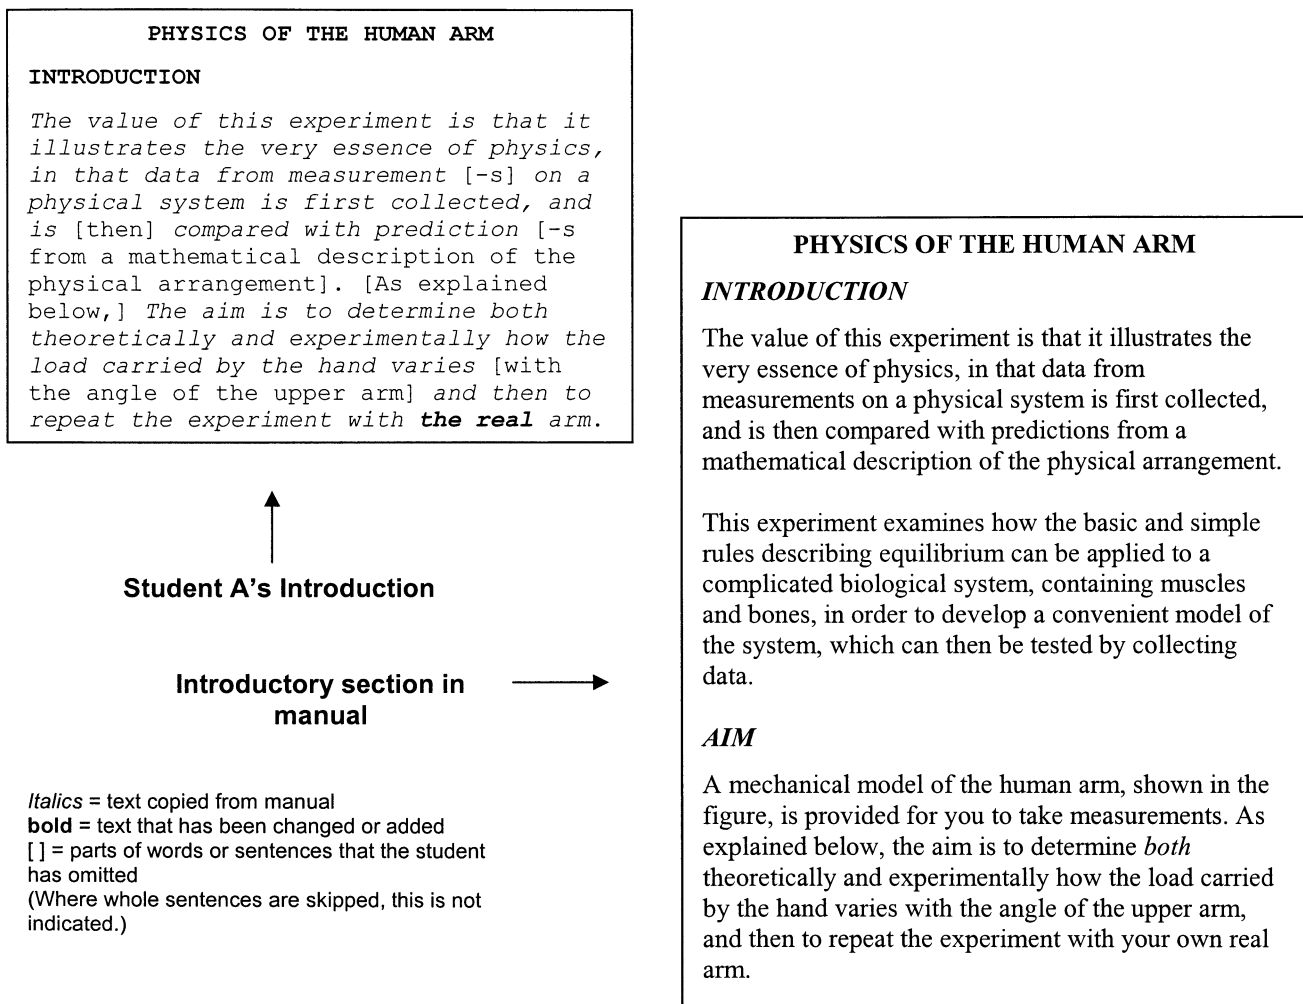 PHYSICS OF THE HUMAN ARM
INTRODUCTION
The value of this experiment is that it
illustrates the very essence of physics,
in that data from measurement [-s] on a
physical system is first collected, and
is [then] compared with prediction [-s
from a mathematical description of the
physical arrangement]. [As explained
below,] The aim is to determine both
theoretically and experimentally how the
load carried by the hand varies [with
the angle of the upper arm] and then to
repeat the experiment with the real arm.
Student A's Introduction
Introductory section in
manual
Italics = text copied from manual
bold = text that has been changed or added
[ ] = parts of words or sentences that the student
has omitted
(Where whole sentences are skipped, this is not
indicated.)
PHYSICS OF THE HUMAN ARM
INTRODUCTION
The value of this experiment is that it illustrates the
very essence of physics, in that data from
measurements on a physical system is first collected,
and is then compared with predictions from a
mathematical description of the physical arrangement.
This experiment examines how the basic and simple
rules describing equilibrium can be applied to a
complicated biological system, containing muscles
and bones, in order to develop a convenient model of
the system, which can then be tested by collecting
data.
AIM
A mechanical model of the human arm, shown in the
figure, is provided for you to take measurements. As
explained below, the aim is to determine both
theoretically and experimentally how the load carried
by the hand varies with the angle of the upper arm,
and then to repeat the experiment with your own real
arm.